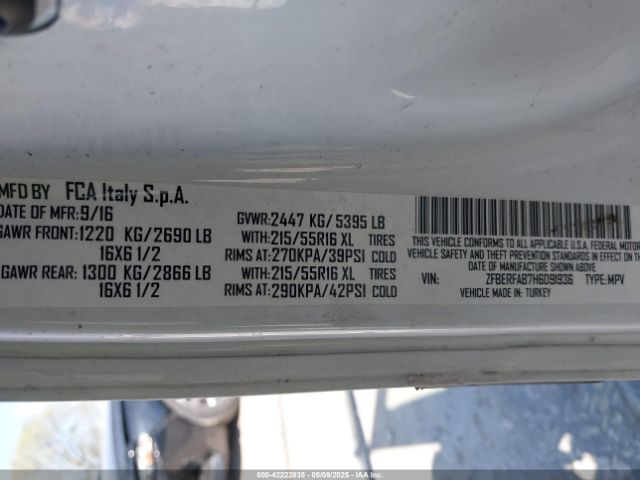 MFD BY FCA Italy S.p.A.
DATE OF MFR: 9/16
GAWR FRONT: 1220 KG/2690 LB
16X6 1/2
GAWR REAR: 1300 KG/2866 LB
16X6 1/2
GVWR: 2447 KG/ 5395 LB
WITH: 215/55R16 XL TIRES
RIMS AT: 270KPA/39PSI COLD
WITH: 215/55R16 XL TIRES
RIMS AT: 290KPA/42PSI COLD
THIS VEHICLE CONFORMS TO ALL APPLICABLE U.S.A. FEDERAL MOTOR
VEHICLE SAFETY AND THEFT PREVENTION STANDARDS IN EFFECT ON THE DATE OF
MANUFACTURE SHOWN ABOVE
VIN: ZFBERFAB7H6D91936 TYPE: MPV
VEHICLE MADE IN: TURKEY
000-42222635 - 05/09/2025 - IAAI.COM